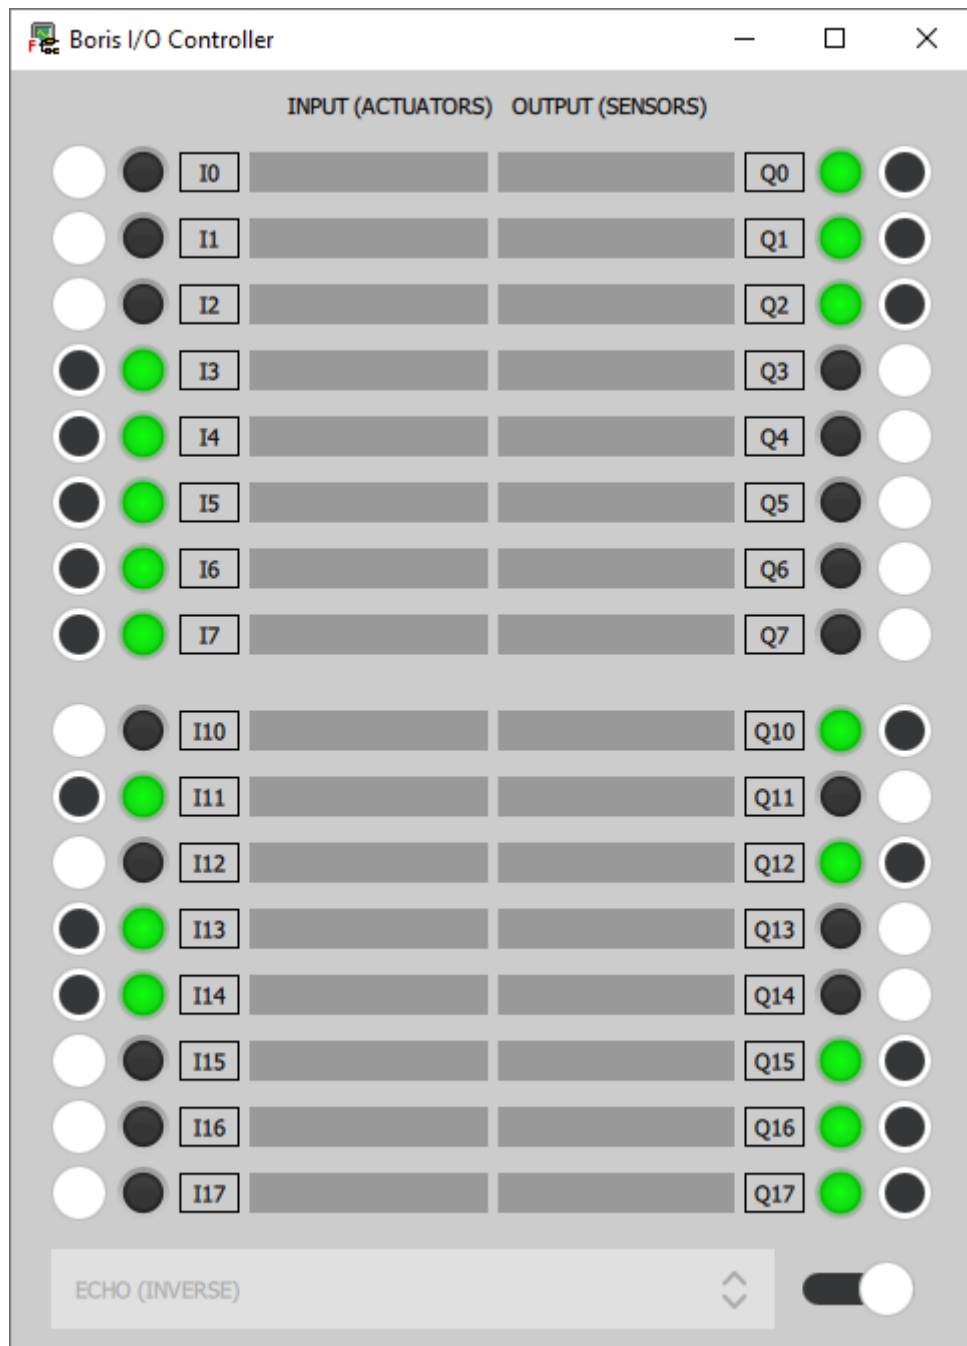 Boris I/O Controller
INPUT (ACTUATORS) OUTPUT (SENSORS)
I0 Q0
I1 Q1
I2 Q2
I3 Q3
I4 Q4
I5 Q5
I6 Q6
I7 Q7
I10 Q10
I11 Q11
I12 Q12
I13 Q13
I14 Q14
I15 Q15
I16 Q16
I17 Q17
ECHO (INVERSE)